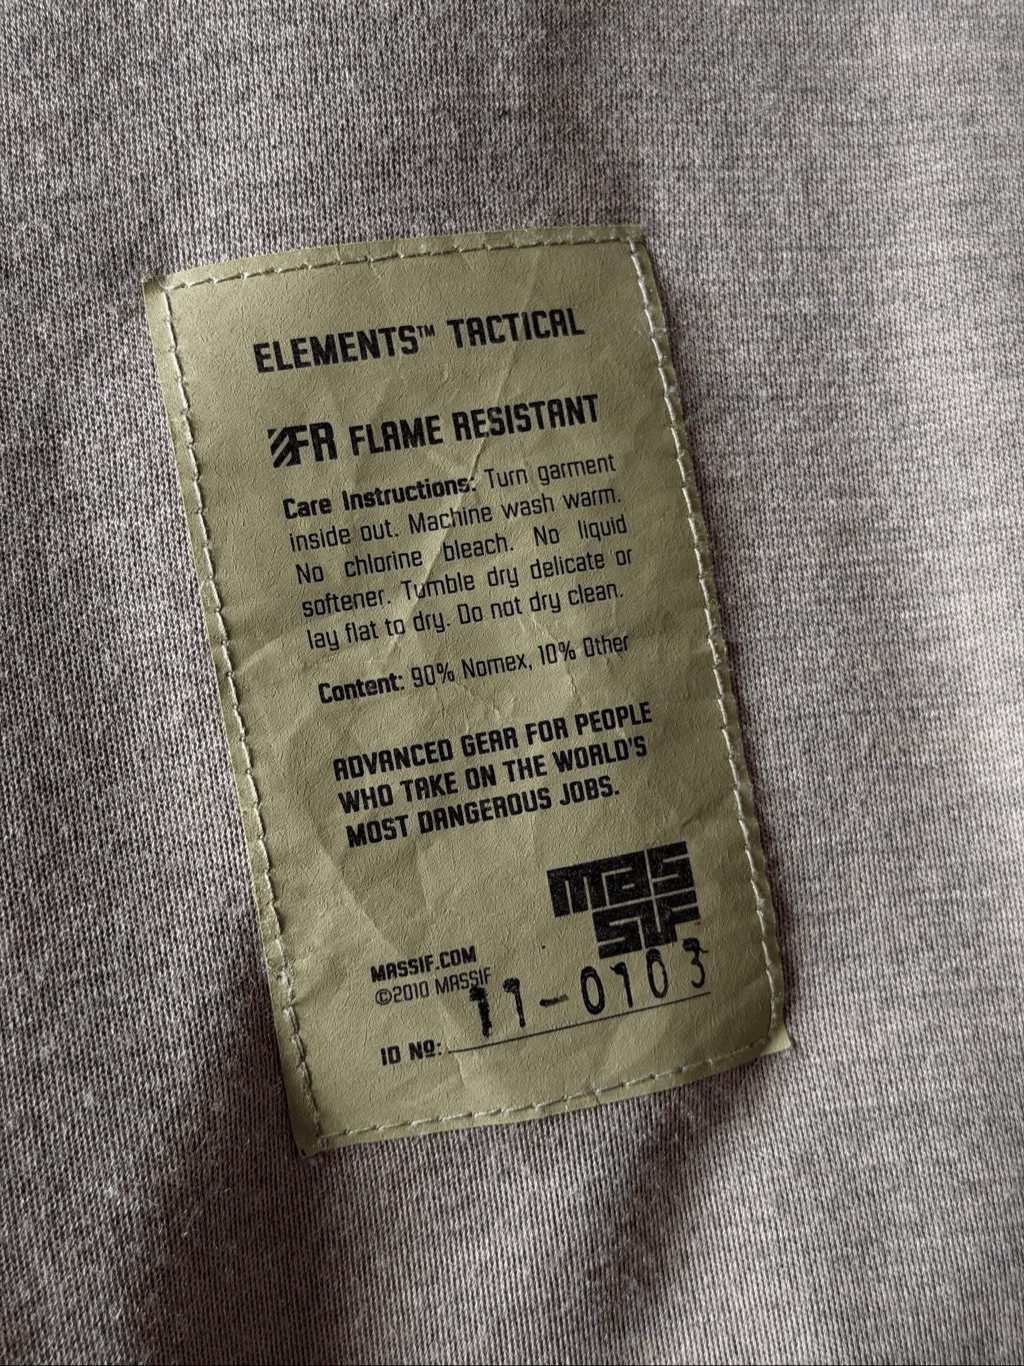 ELEMENTS™ TACTICAL
FR FLAME RESISTANT
Care Instructions: Turn garment
inside out. Machine wash warm.
No chlorine bleach. No liquid
softener. Tumble dry delicate or
lay flat to dry. Do not dry clean.
Content: 90% Nomex, 10% Other
ADVANCED GEAR FOR PEOPLE
WHO TAKE ON THE WORLD'S
MOST DANGEROUS JOBS.
massif
MASSIF.COM
©2010 MASSIF
ID Nº: 11-0103